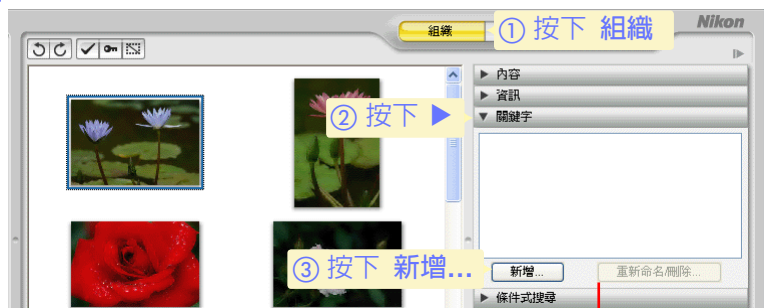 組織
① 按下 組織
Nikon
▶ 內容
▶ 資訊
② 按下 ▶
▼ 關鍵字
③ 按下 新增...
新增...
重新命名/刪除...
▶ 條件式搜尋